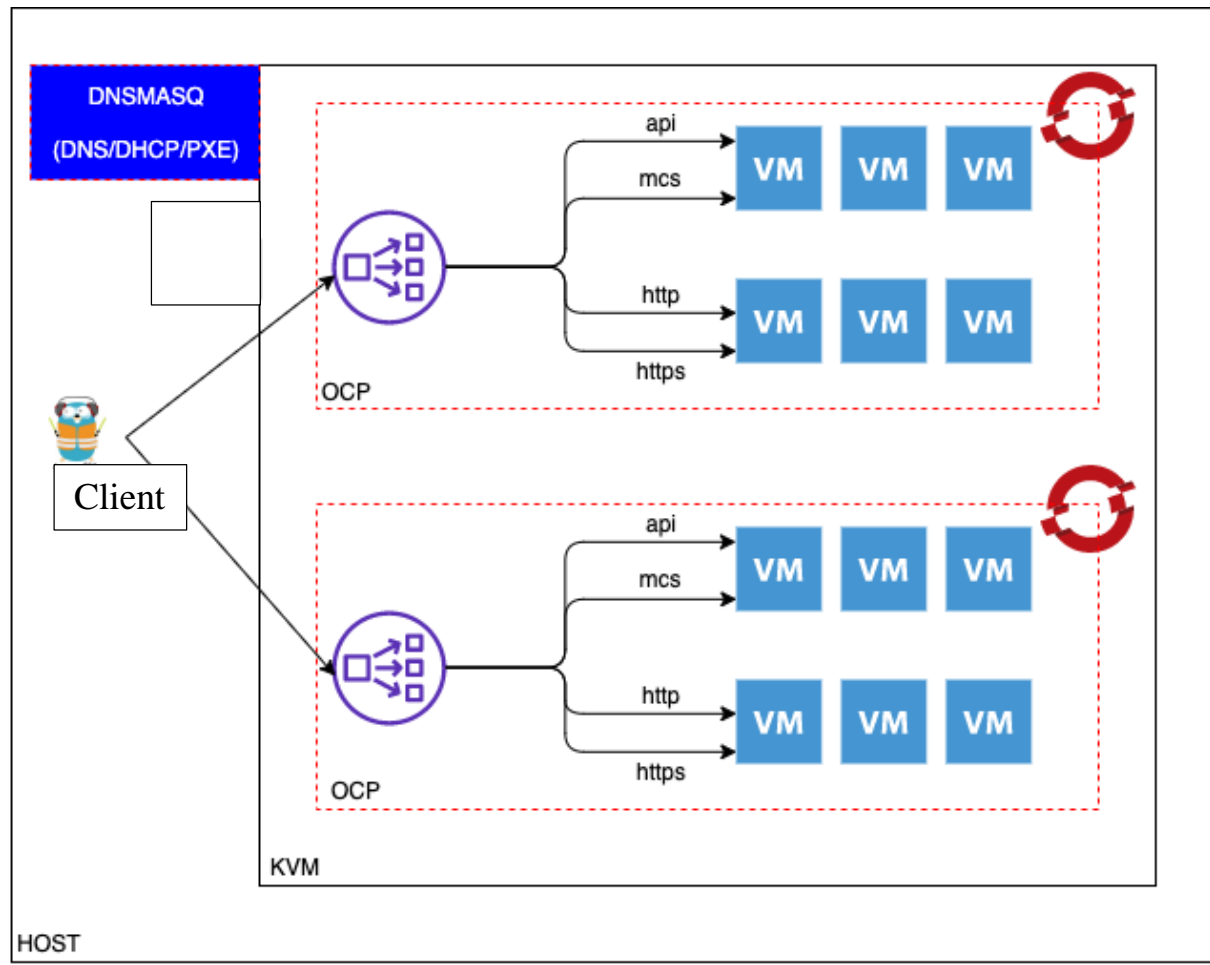 DNSMASQ
(DNS/DHCP/PXE)
api
mcs
VM VM VM
http
https
VM VM VM
OCP
Client
api
mcs
VM VM VM
http
https
VM VM VM
OCP
KVM
HOST